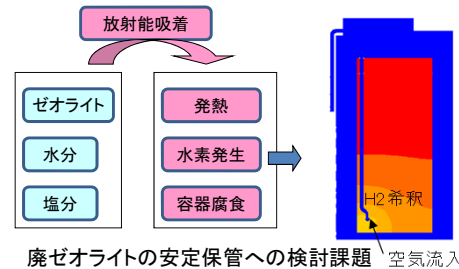 放射能吸着
ゼオライト
水分
塩分
発熱
水素発生
容器腐食
H2希釈
廃ゼオライトの安定保管への検討課題
空気流入